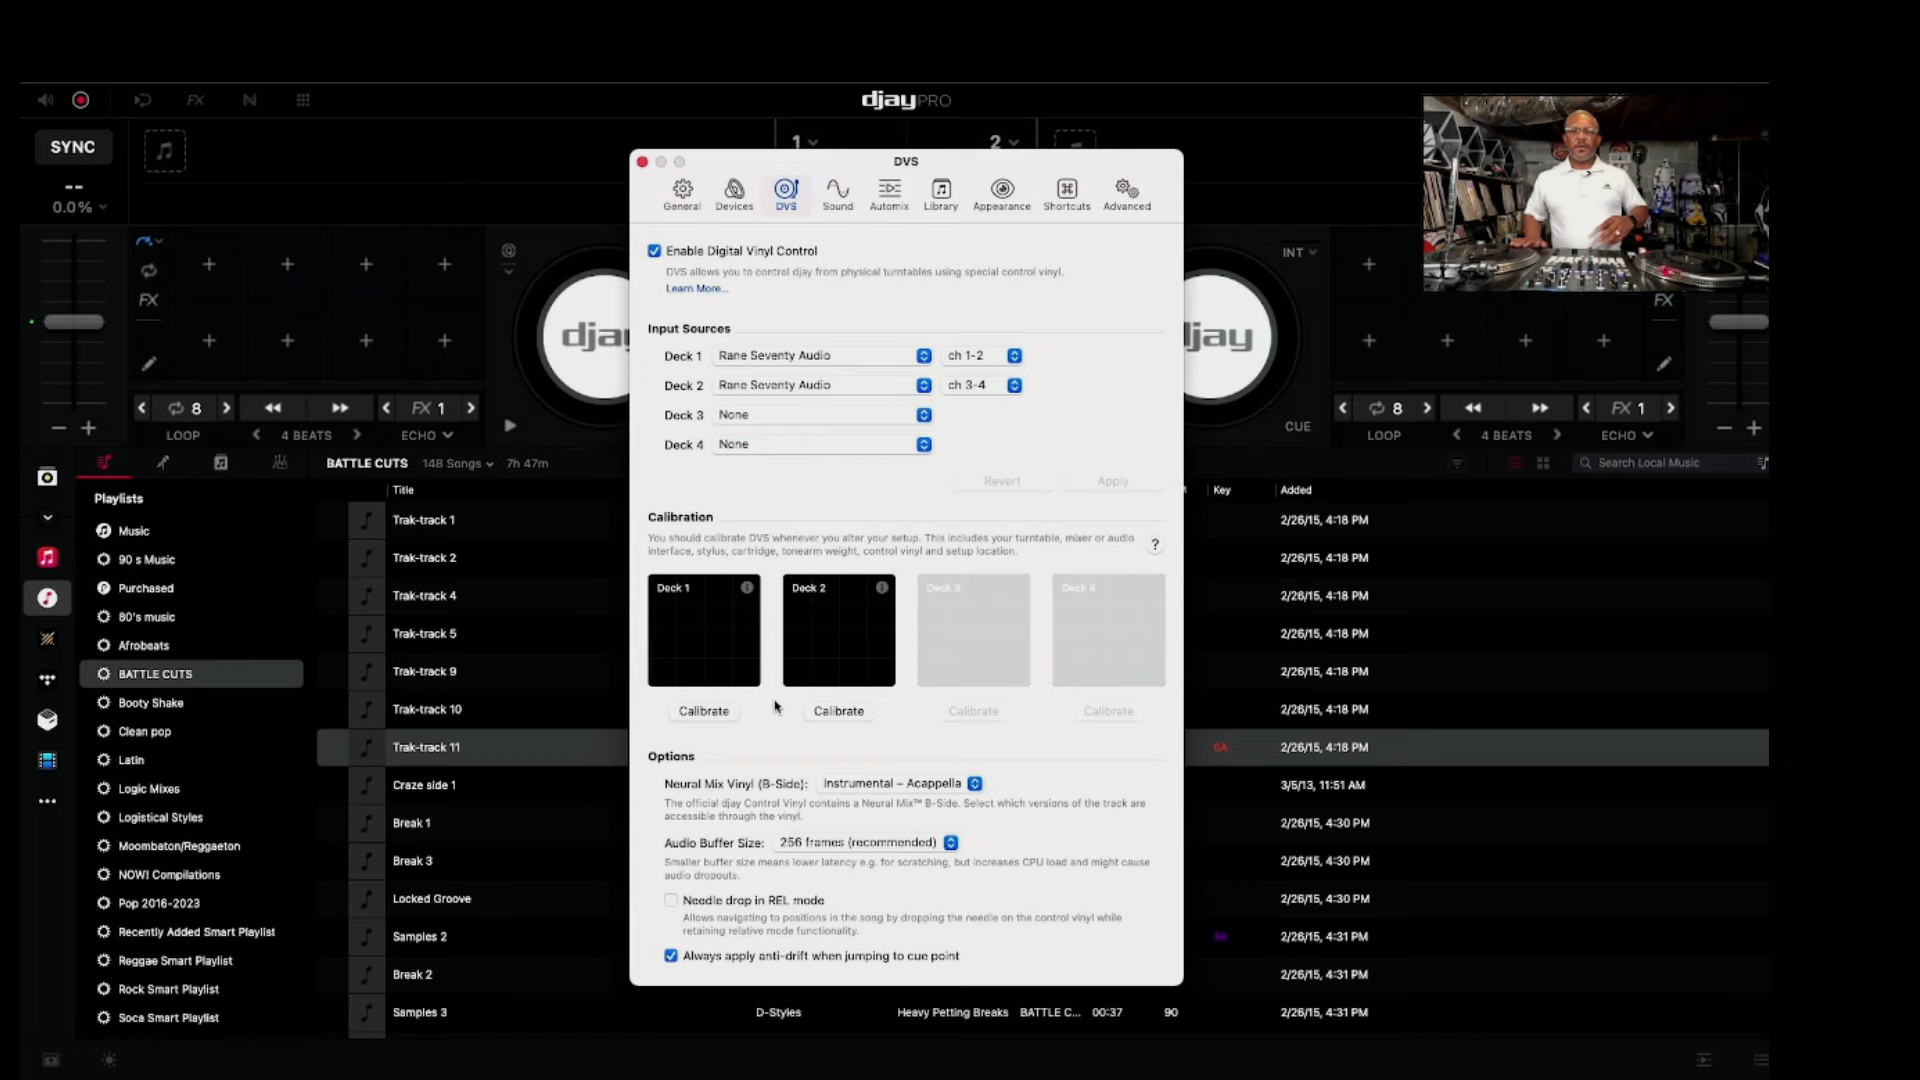 djay PRO
SYNC
FX
1
2
--
0.0%
DVS
General
Devices
DVS
Sound
Automix
Library
Appearance
Shortcuts
Advanced
Enable Digital Vinyl Control
DVS allows you to control djay from physical turntables using special control vinyl.
Learn More...
INT
FX
FX
djay
jay
Input Sources
Deck 1
Rane Seventy Audio
ch 1-2
Deck 2
Rane Seventy Audio
ch 3-4
Deck 3
None
Deck 4
None
Revert
Apply
8
FX 1
LOOP
4 BEATS
ECHO
CUE
8
FX 1
LOOP
4 BEATS
ECHO
BATTLE CUTS
148 Songs
7h 47m
Search Local Music
Calibration
You should calibrate DVS whenever you alter your setup. This includes your turntable, mixer or audio
interface, stylus, cartridge, tonearm weight, control vinyl and setup location.
?
Deck 1
Deck 2
Deck 3
Deck 4
Calibrate
Calibrate
Calibrate
Calibrate
Options
Neural Mix Vinyl (B-Side):
Instrumental – Acappella
The official djay Control Vinyl contains a Neural Mix™ B-Side. Select which versions of the track are
accessible through the vinyl.
Audio Buffer Size:
256 frames (recommended)
Smaller buffer size means lower latency e.g. for scratching, but increases CPU load and might cause
audio dropouts.
Needle drop in REL mode
Allows navigating to positions in the song by dropping the needle on the control vinyl while
retaining relative mode functionality.
Always apply anti-drift when jumping to cue point
Playlists
Music
90 s Music
Purchased
80's music
Afrobeats
BATTLE CUTS
Booty Shake
Clean pop
Latin
Logic Mixes
Logistical Styles
Moombaton/Reggaeton
NOW! Compilations
Pop 2016-2023
Recently Added Smart Playlist
Reggae Smart Playlist
Rock Smart Playlist
Soca Smart Playlist
Title
Key
Added
Trak-track 1
2/26/15, 4:18 PM
Trak-track 2
2/26/15, 4:18 PM
Trak-track 4
2/26/15, 4:18 PM
Trak-track 5
2/26/15, 4:18 PM
Trak-track 9
2/26/15, 4:18 PM
Trak-track 10
2/26/15, 4:18 PM
Trak-track 11
6A
2/26/15, 4:18 PM
Craze side 1
3/5/13, 11:51 AM
Break 1
2/26/15, 4:30 PM
Break 3
2/26/15, 4:30 PM
Locked Groove
2/26/15, 4:30 PM
Samples 2
2/26/15, 4:31 PM
Break 2
2/26/15, 4:31 PM
Samples 3
D-Styles
Heavy Petting Breaks
BATTLE C...
00:37
90
2/26/15, 4:31 PM